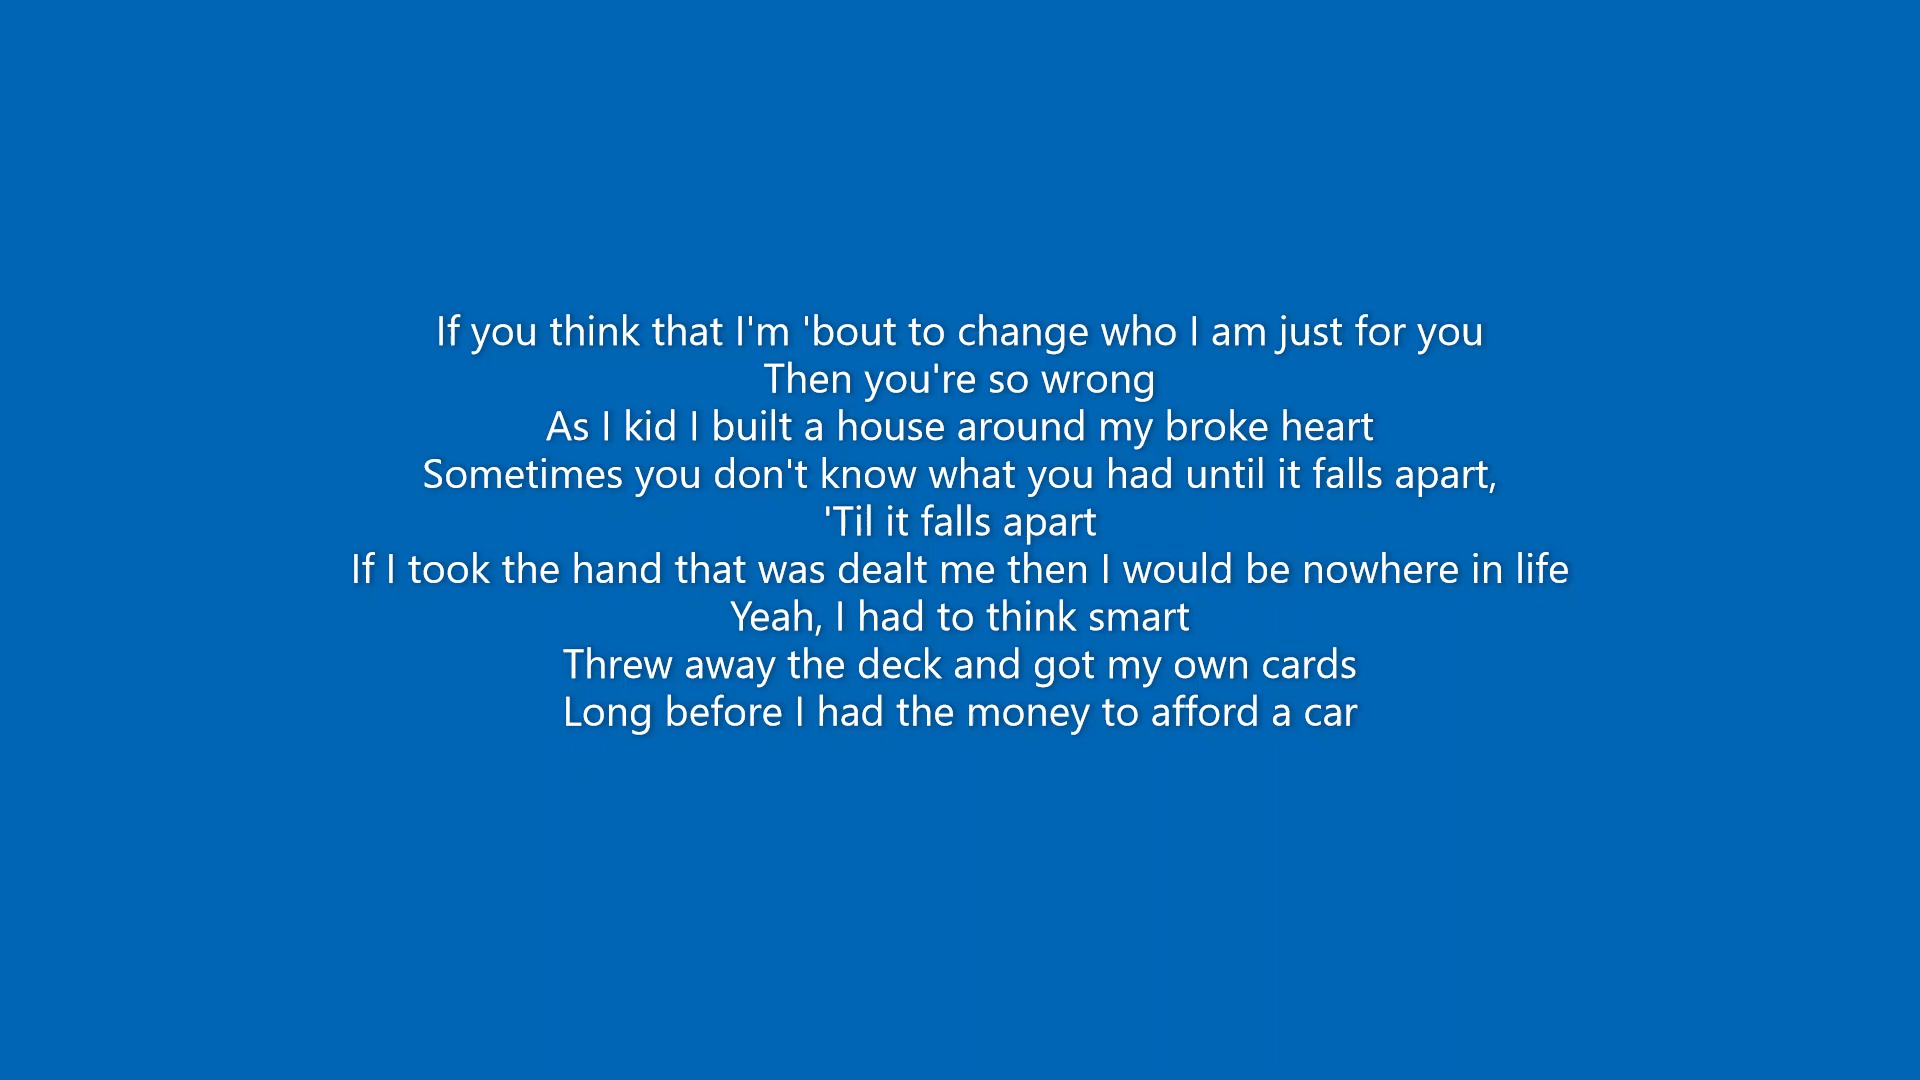 If you think that I'm 'bout to change who I am just for you
Then you're so wrong
As I kid I built a house around my broke heart
Sometimes you don't know what you had until it falls apart,
'Til it falls apart
If I took the hand that was dealt me then I would be nowhere in life
Yeah, I had to think smart
Threw away the deck and got my own cards
Long before I had the money to afford a car